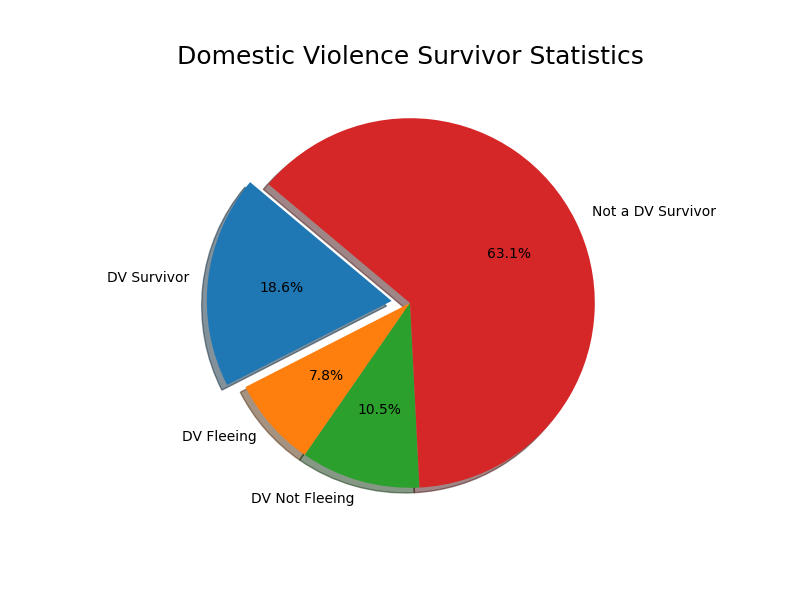 Domestic Violence Survivor Statistics
Not a DV Survivor
63.1%
DV Survivor
18.6%
7.8%
DV Fleeing
10.5%
DV Not Fleeing